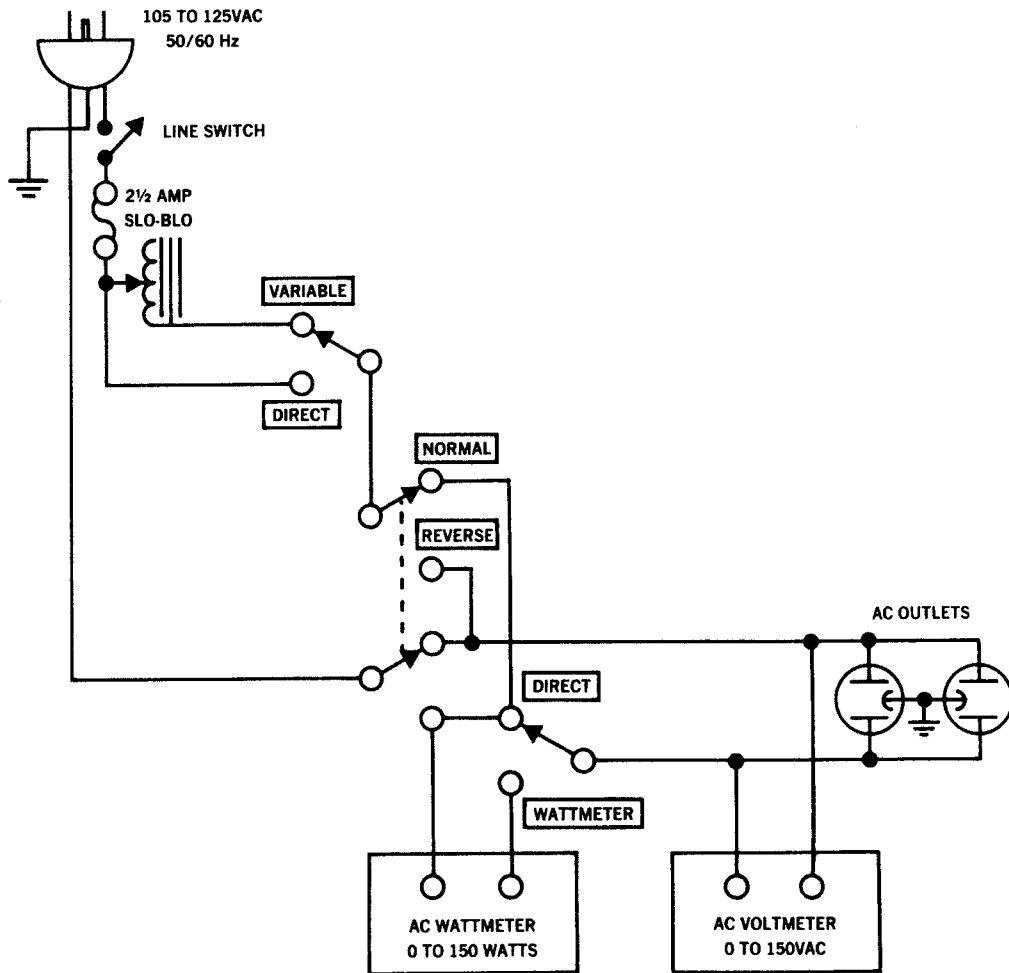 105 TO 125VAC
50/60 Hz
LINE SWITCH
2½ AMP
SLO-BLO
VARIABLE
DIRECT
NORMAL
REVERSE
AC OUTLETS
DIRECT
WATTMETER
AC WATTMETER
0 TO 150 WATTS
AC VOLTMETER
0 TO 150VAC